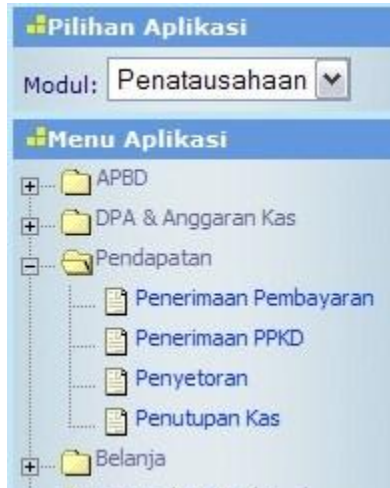 Pilihan Aplikasi
Modul: Penatausahaan
Menu Aplikasi
APBD
DPA & Anggaran Kas
Pendapatan
Penerimaan Pembayaran
Penerimaan PPKD
Penyetoran
Penutupan Kas
Belanja